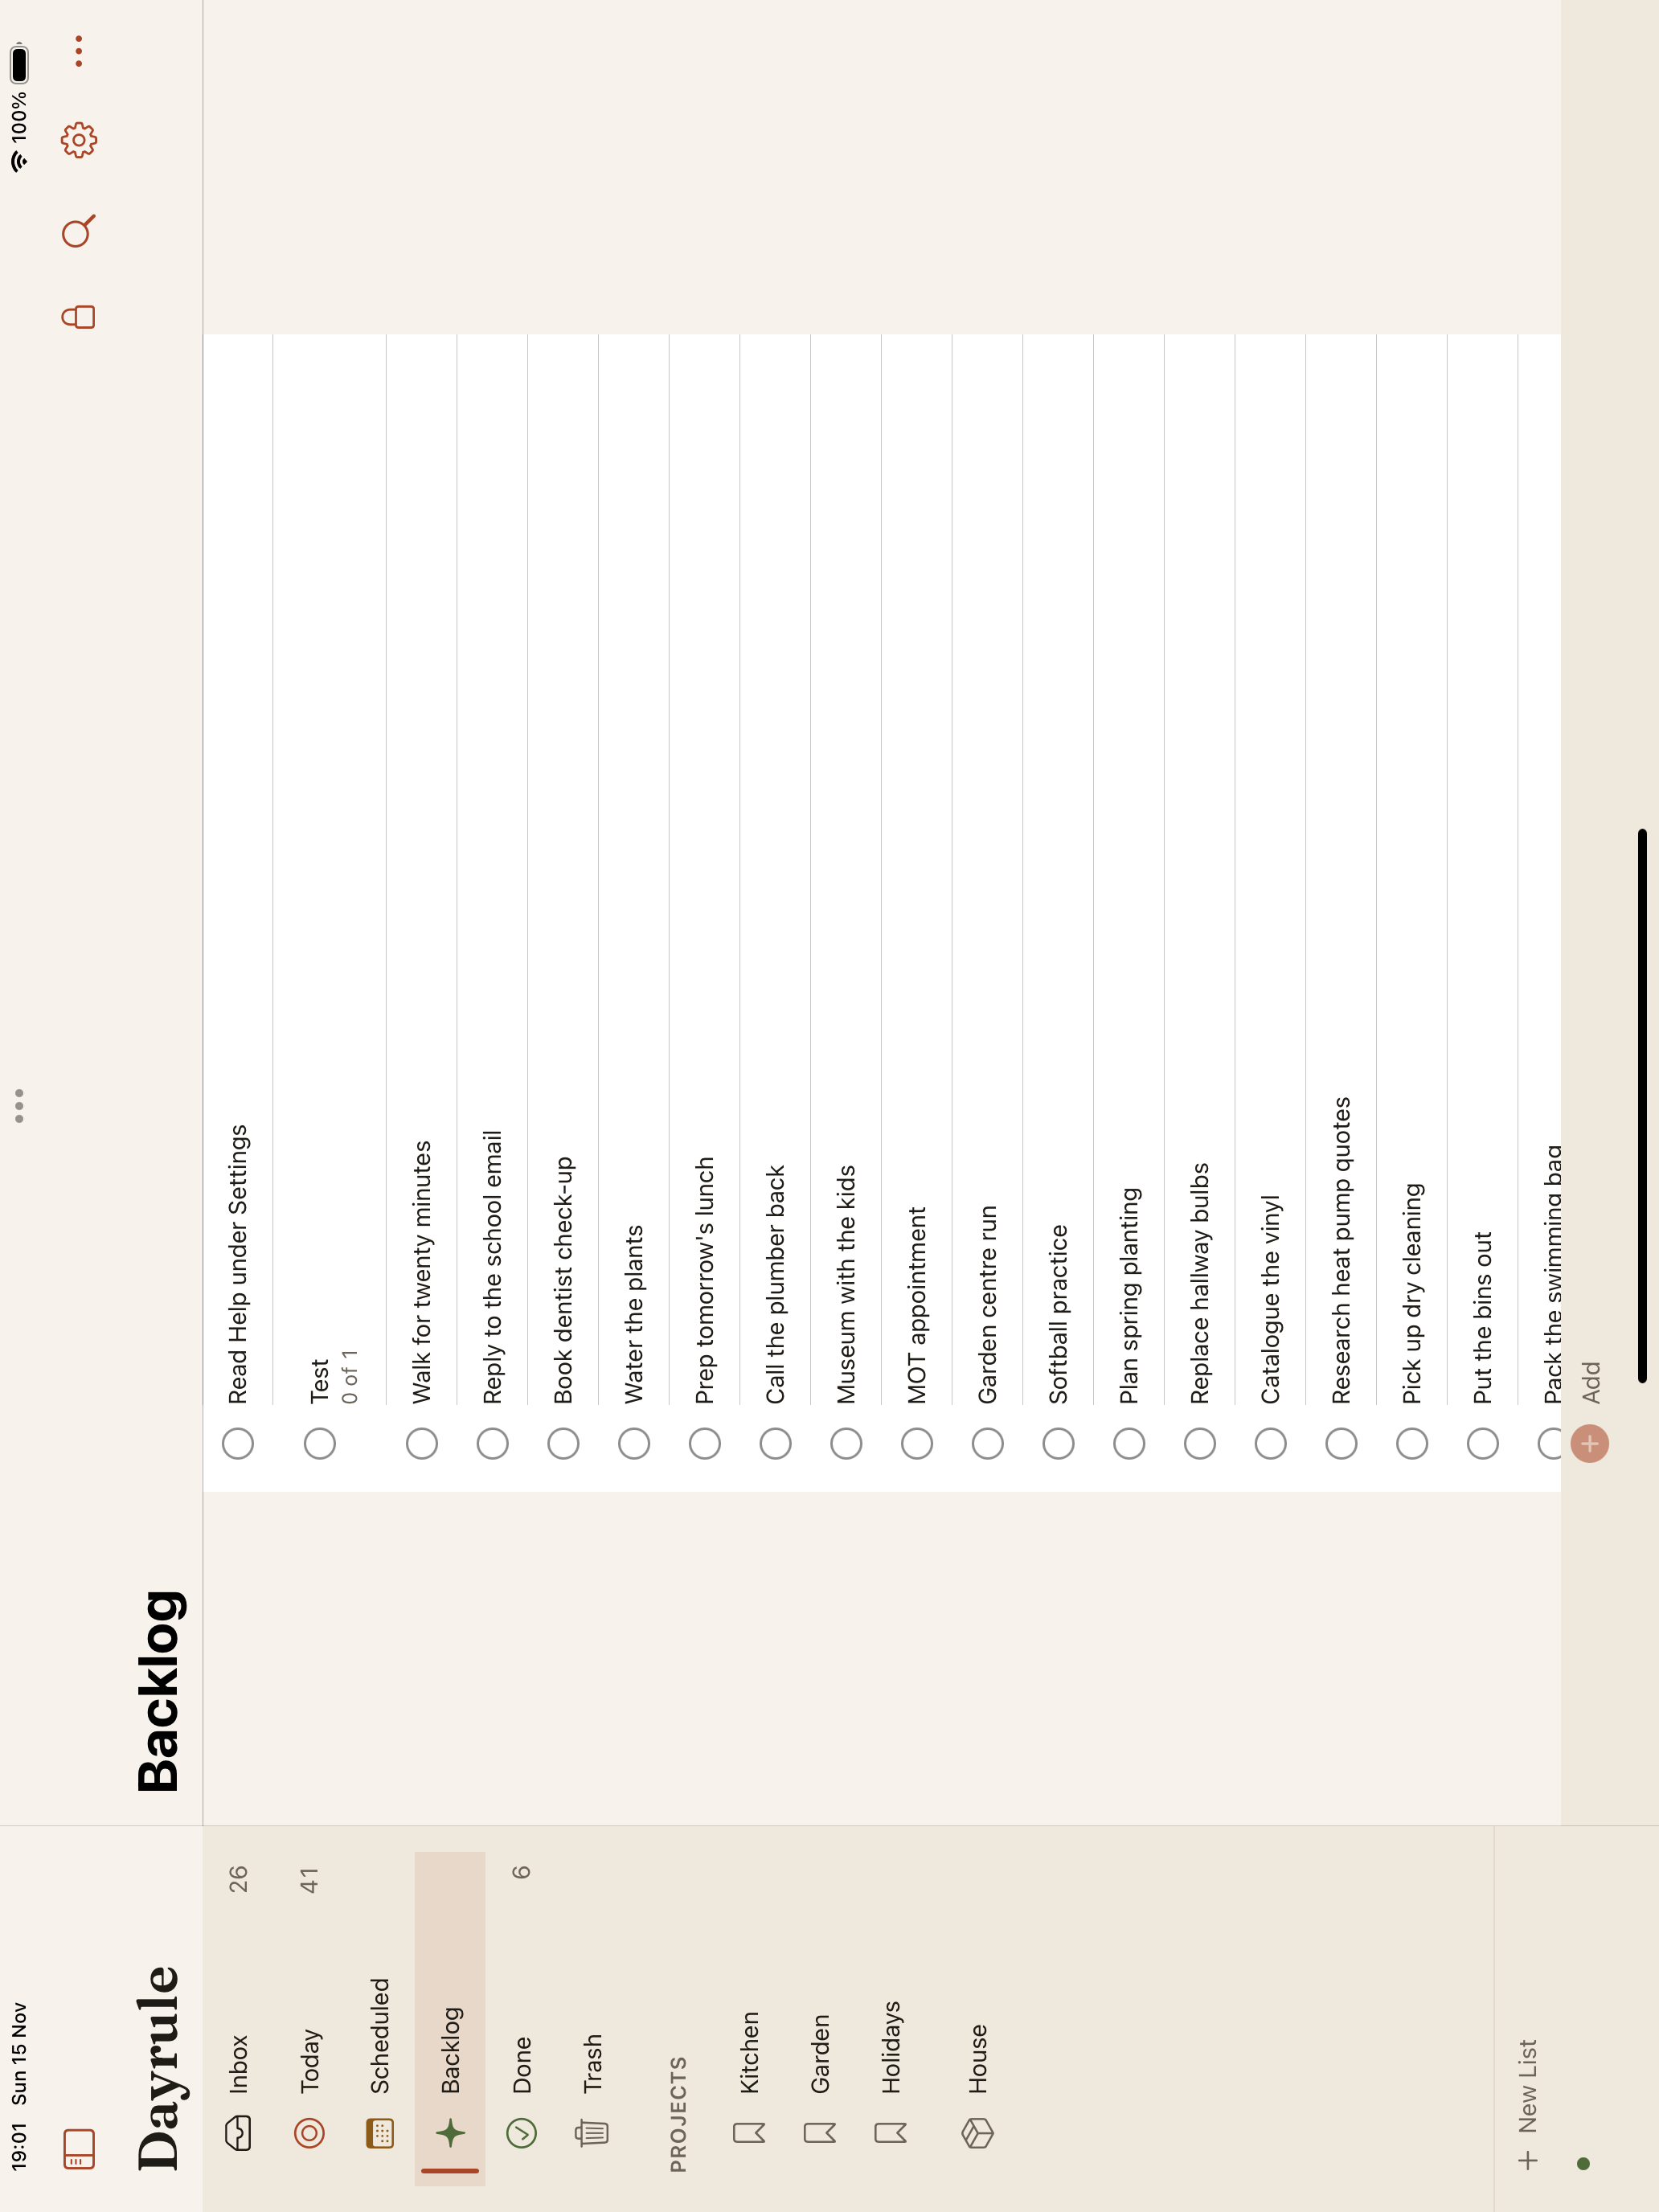 19:01 Sun 15 Nov
100%
Dayrule
Inbox 26
Today 41
Scheduled
Backlog
Done 6
Trash
PROJECTS
Kitchen
Garden
Holidays
House
+ New List
Backlog
Read Help under Settings
Test
0 of 1
Walk for twenty minutes
Reply to the school email
Book dentist check-up
Water the plants
Prep tomorrow's lunch
Call the plumber back
Museum with the kids
MOT appointment
Garden centre run
Softball practice
Plan spring planting
Replace hallway bulbs
Catalogue the vinyl
Research heat pump quotes
Pick up dry cleaning
Put the bins out
Pack the swimming bag
Add